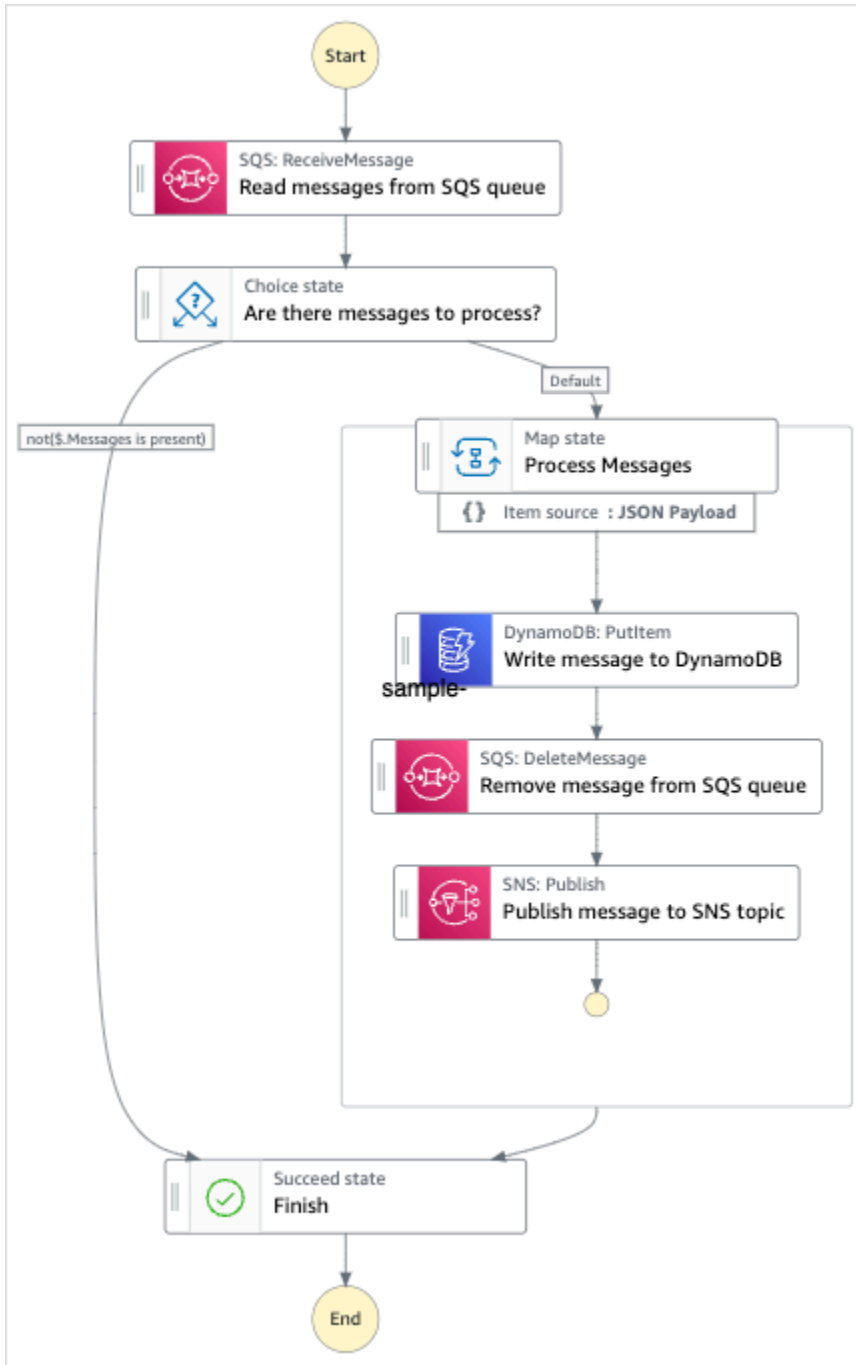 Start
SQS: ReceiveMessage
Read messages from SQS queue
Choice state
Are there messages to process?
Default
not($.Messages is present)
Map state
Process Messages
{} Item source : JSON Payload
DynamoDB: PutItem
Write message to DynamoDB
sample-
SQS: DeleteMessage
Remove message from SQS queue
SNS: Publish
Publish message to SNS topic
Succeed state
Finish
End